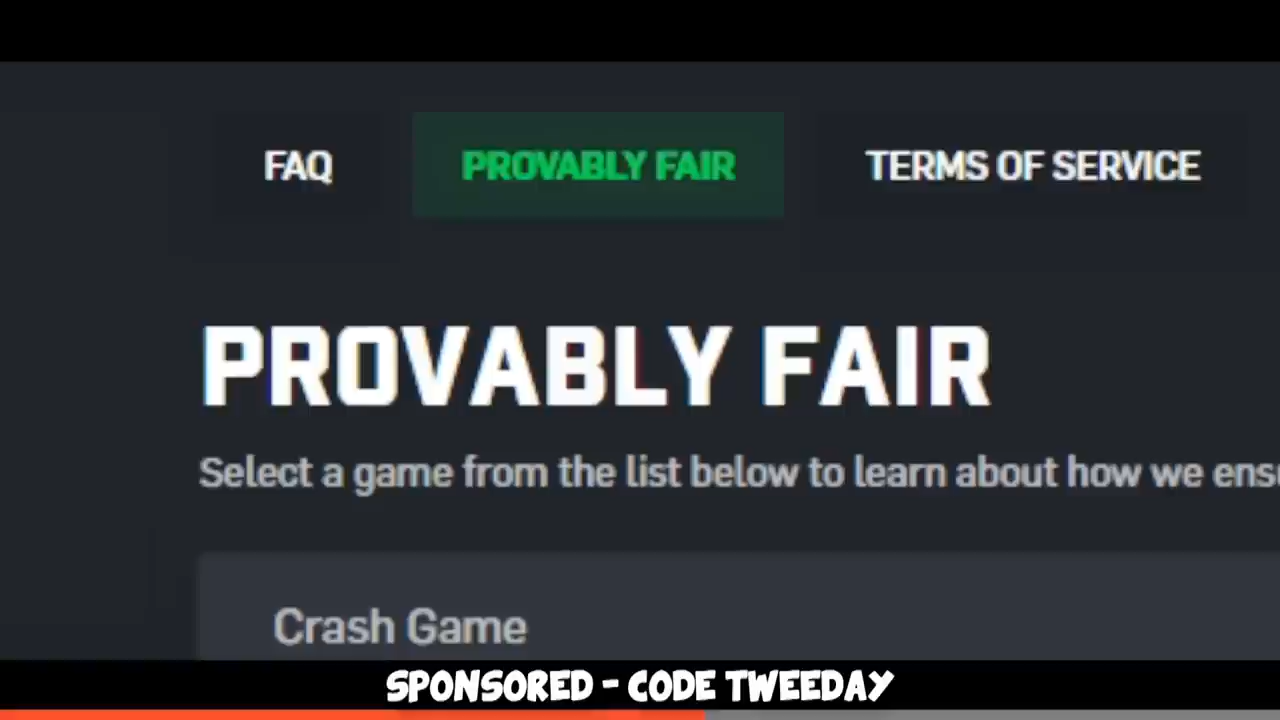 FAQ PROVABLY FAIR TERMS OF SERVICE
PROVABLY FAIR
Select a game from the list below to learn about how we
Crash Game
SPONSORED - CODE TWEEDAY